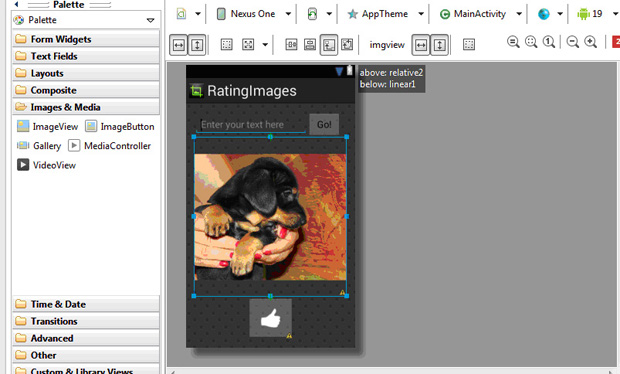 Palette
Palette
Form Widgets
Text Fields
Layouts
Composite
Images & Media
ImageView
ImageButton
Gallery
MediaController
VideoView
Time & Date
Transitions
Advanced
Other
Custom & Library Views
Nexus One
AppTheme
MainActivity
19
imgview
2
above: relative2
below: linear1
RatingImages
Enter your text here
Go!